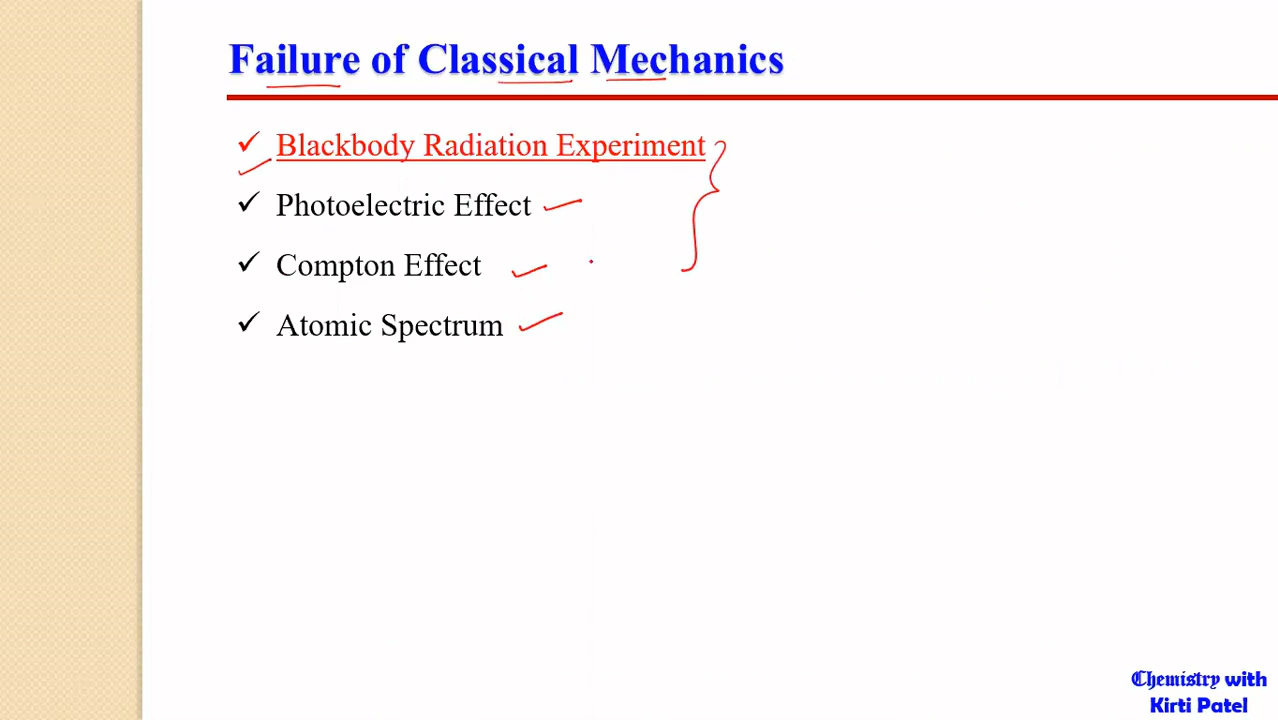 Failure of Classical Mechanics
✓ Blackbody Radiation Experiment
✓ Photoelectric Effect
✓ Compton Effect
✓ Atomic Spectrum
Chemistry with
Kirti Patel